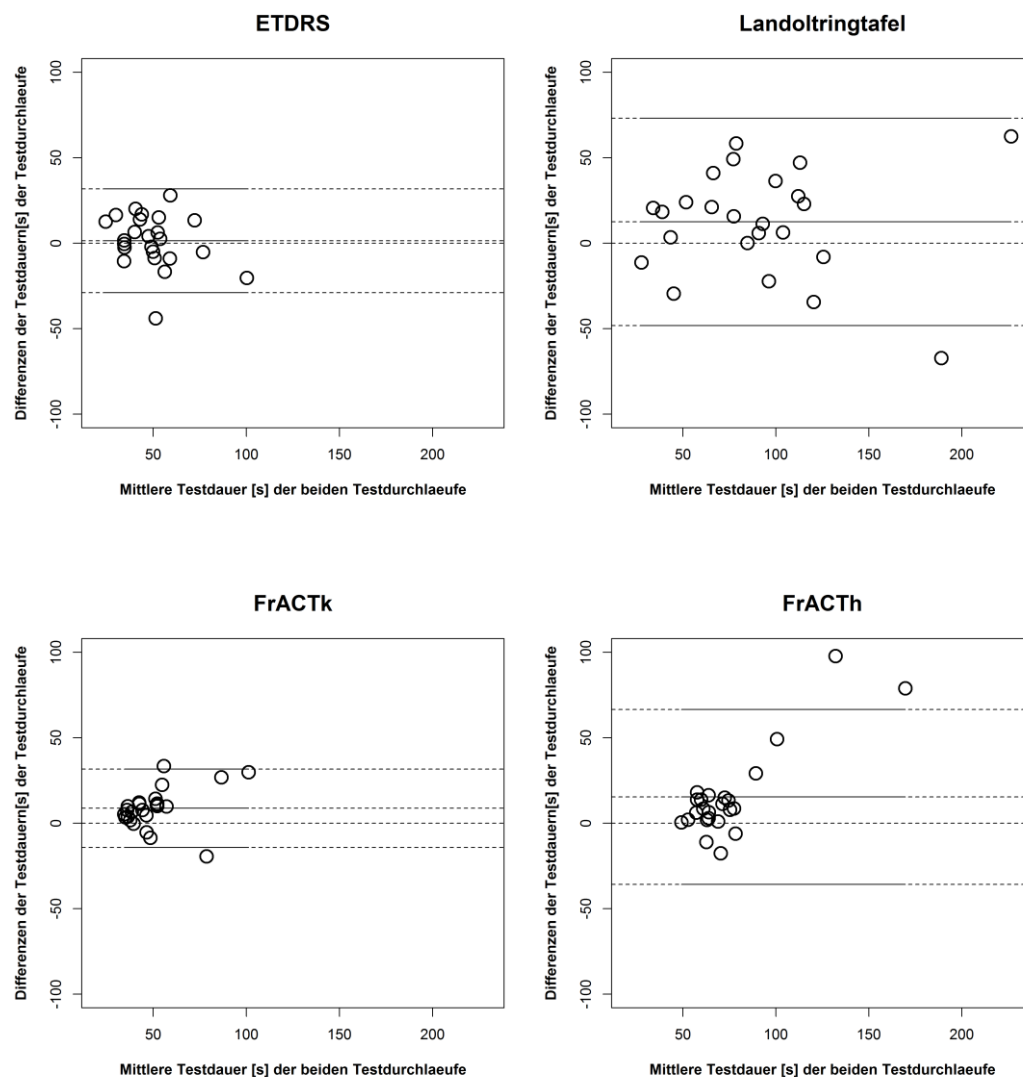 ETDRS
Differenzen der Testdauern[s] der Testdurchlaeufe
100
50
0
-50
-100
50 100 150 200
Mittlere Testdauer [s] der beiden Testdurchlaeufe
Landoltringtafel
Differenzen der Testdauern[s] der Testdurchlaeufe
100
50
0
-50
-100
50 100 150 200
Mittlere Testdauer [s] der beiden Testdurchlaeufe
FrACTk
Differenzen der Testdauern[s] der Testdurchlaeufe
100
50
0
-50
-100
50 100 150 200
Mittlere Testdauer [s] der beiden Testdurchlaeufe
FrACTh
Differenzen der Testdauern[s] der Testdurchlaeufe
100
50
0
-50
-100
50 100 150 200
Mittlere Testdauer [s] der beiden Testdurchlaeufe